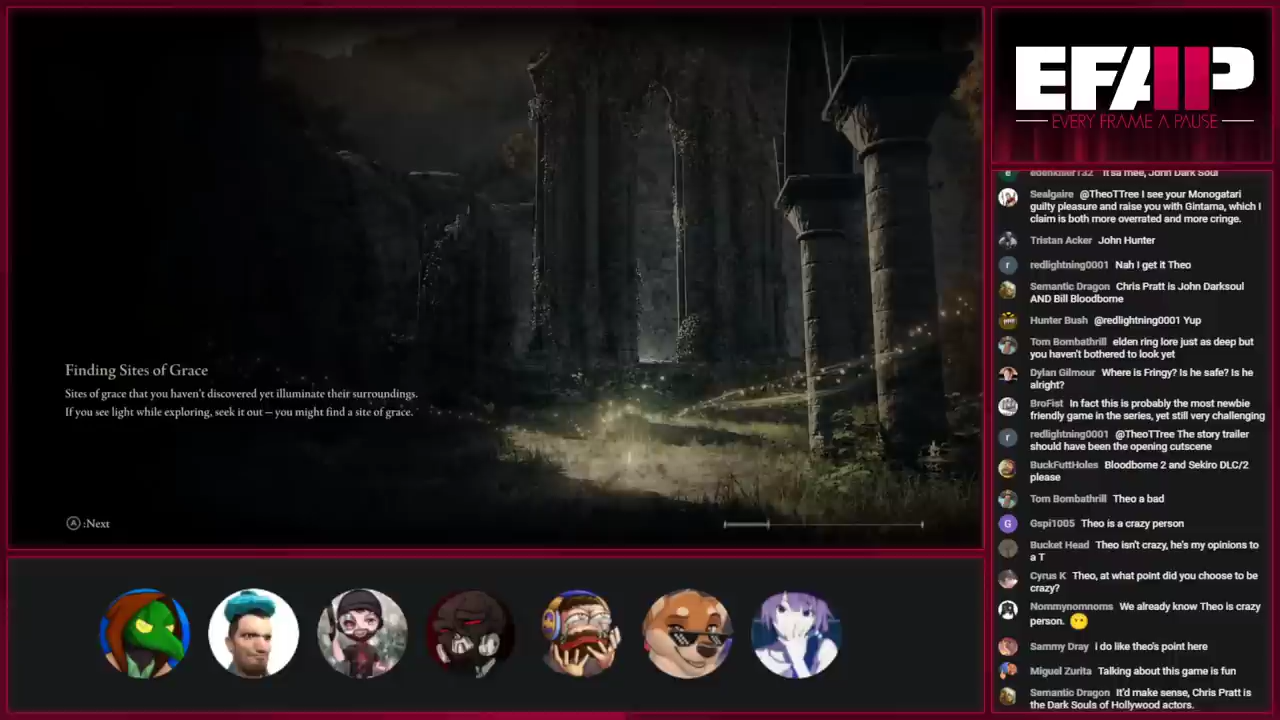 Finding Sites of Grace
Sites of grace that you haven't discovered yet illuminate their surroundings.
If you see light while exploring, seek it out – you might find a site of grace.
A :Next
EFAP
EVERY FRAME A PAUSE
edenkiller132 It'sa mee, John Dark Soul
Sealgaire @TheoTTree I see your Monogatari
guilty pleasure and raise you with Gintama, which I
claim is both more overrated and more cringe.
Tristan Acker John Hunter
r redlightning0001 Nah I get it Theo
Semantic Dragon Chris Pratt is John Darksoul
AND Bill Bloodborne
Hunter Bush @redlightning0001 Yup
Tom Bombathrill elden ring lore just as deep but
you haven't bothered to look yet
Dylan Gilmour Where is Fringy? Is he safe? Is he
alright?
BroFist In fact this is probably the most newbie
friendly game in the series, yet still very challenging
r redlightning0001 @TheoTTree The story trailer
should have been the opening cutscene
BuckFuttHoles Bloodborne 2 and Sekiro DLC/2
please
Tom Bombathrill Theo a bad
G Gspi1005 Theo is a crazy person
Bucket Head Theo isn't crazy, he's my opinions to
a T
Cyrus K Theo, at what point did you choose to be
crazy?
Nommynomnoms We already know Theo is crazy
person.
Sammy Dray i do like theo's point here
Miguel Zurita Talking about this game is fun
Semantic Dragon It'd make sense, Chris Pratt is
the Dark Souls of Hollywood actors.